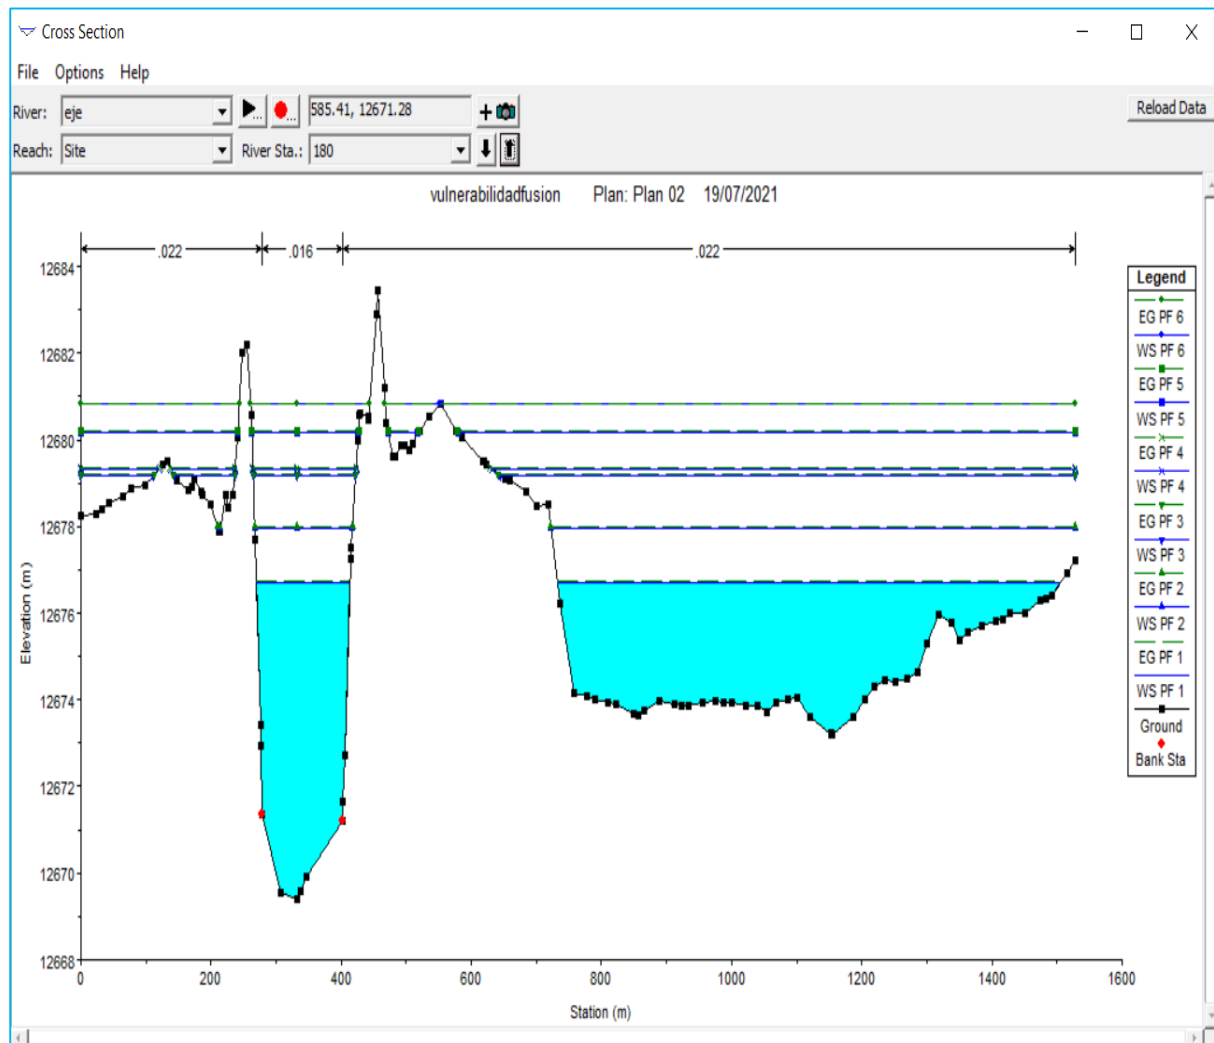 Cross Section
File Options Help
River: eje 585.41, 12671.28 Reload Data
Reach: Site River Sta.: 180
vulnerabilidadfusion Plan: Plan 02 19/07/2021
.022 .016 .022
12684
12682
12680
12678
12676
12674
12672
12670
12668
Elevation (m)
0 200 400 600 800 1000 1200 1400 1600
Station (m)
Legend
EG PF 6
WS PF 6
EG PF 5
WS PF 5
EG PF 4
WS PF 4
EG PF 3
WS PF 3
EG PF 2
WS PF 2
EG PF 1
WS PF 1
Ground
Bank Sta